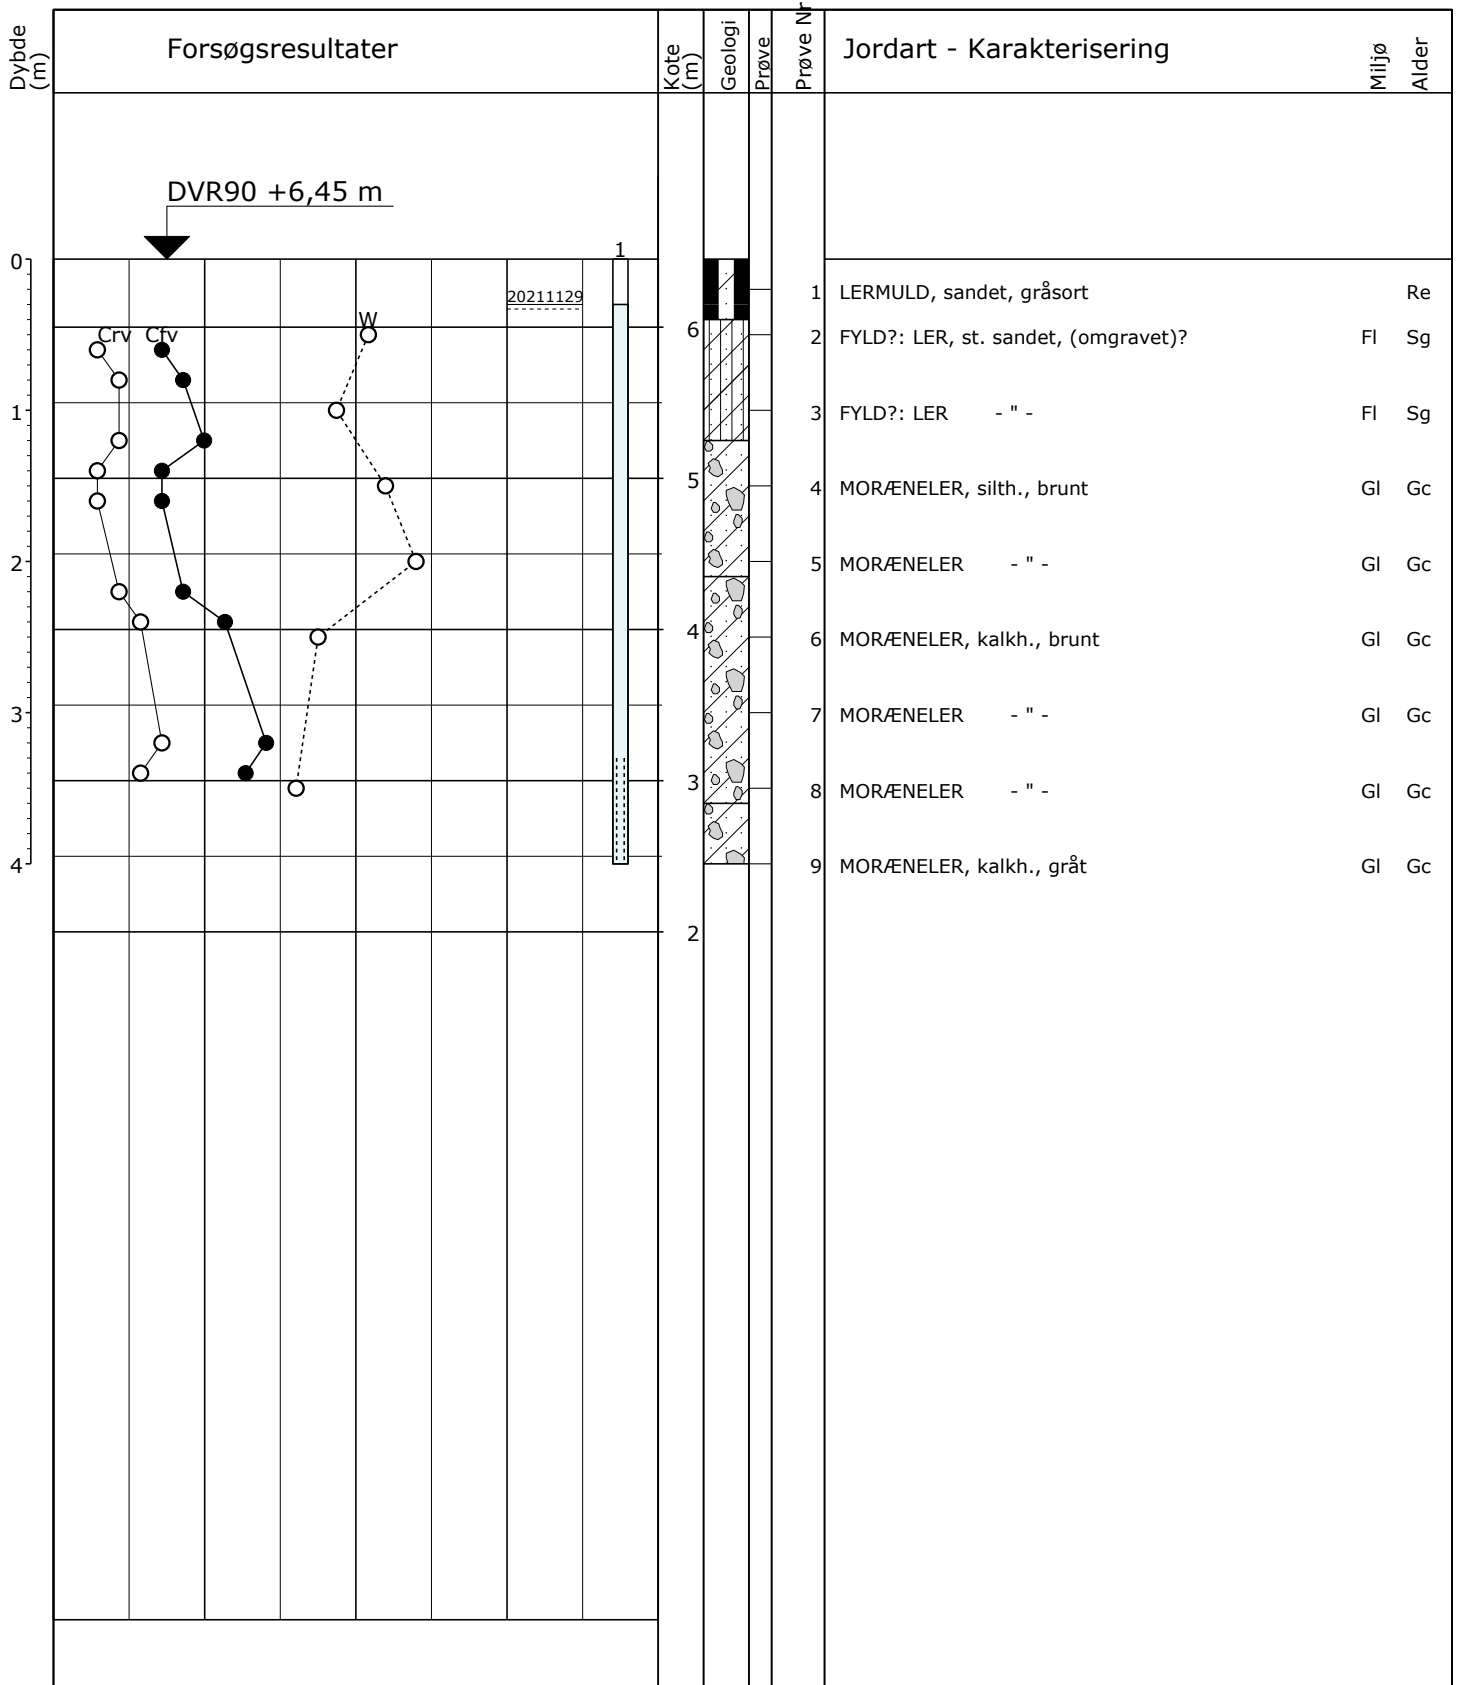 Dybde (m)
Forsøgsresultater
Kote (m)
Geologi
Prøve
Prøve Nr
Jordart - Karakterisering
Miljø
Alder
DVR90 +6,45 m
1
0
20211129
1 LERMULD, sandet, gråsort Re
Crv Cfv W
6
2 FYLD?: LER, st. sandet, (omgravet)? Fl Sg
1
3 FYLD?: LER - " - Fl Sg
5
4 MORÆNELER, silth., brunt Gl Gc
2
5 MORÆNELER - " - Gl Gc
4
6 MORÆNELER, kalkh., brunt Gl Gc
3
7 MORÆNELER - " - Gl Gc
3
8 MORÆNELER - " - Gl Gc
4
9 MORÆNELER, kalkh., gråt Gl Gc
2